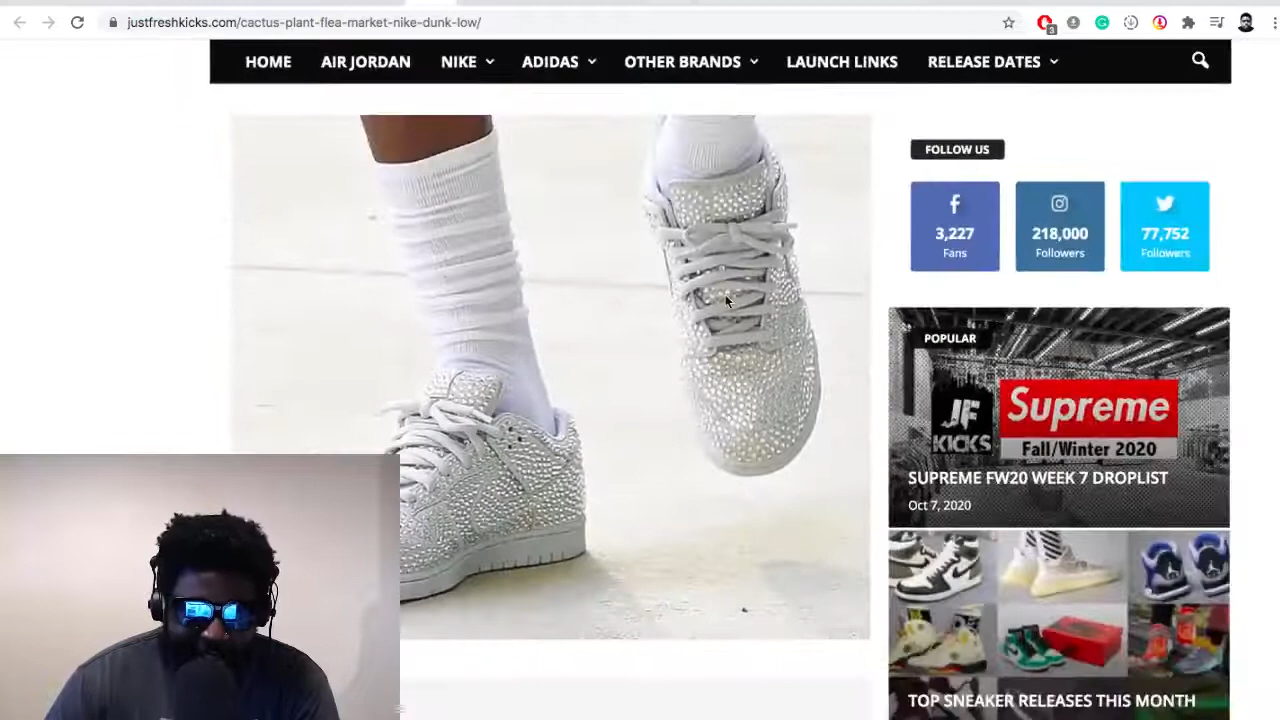 justfreshkicks.com/cactus-plant-flea-market-nike-dunk-low/
3
HOME AIR JORDAN NIKE ADIDAS OTHER BRANDS LAUNCH LINKS RELEASE DATES
FOLLOW US
3,227
Fans
218,000
Followers
77,752
Followers
POPULAR
JF
KICKS
Supreme
Fall/Winter 2020
SUPREME FW20 WEEK 7 DROPLIST
Oct 7, 2020
TOP SNEAKER RELEASES THIS MONTH